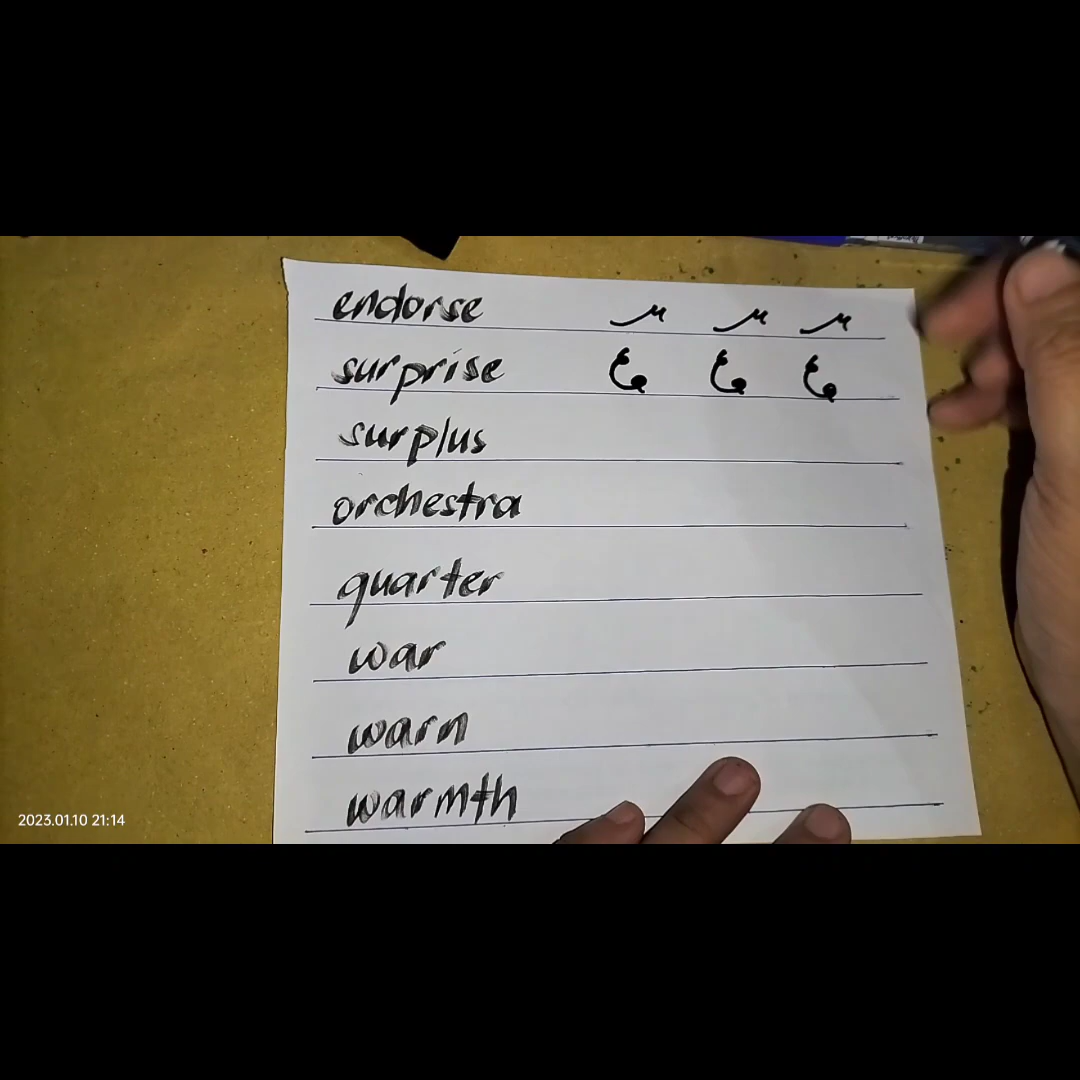 endorse
surprise
surplus
orchestra
quarter
war
warn
warmth
2023.01.10 21:14